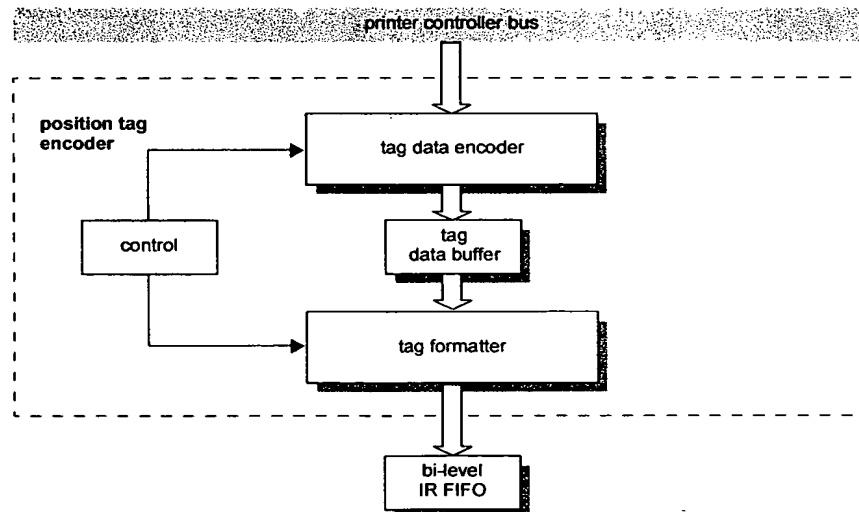 printer controller bus
position tag
encoder
tag data encoder
control
tag
data buffer
tag formatter
bi-level
IR FIFO